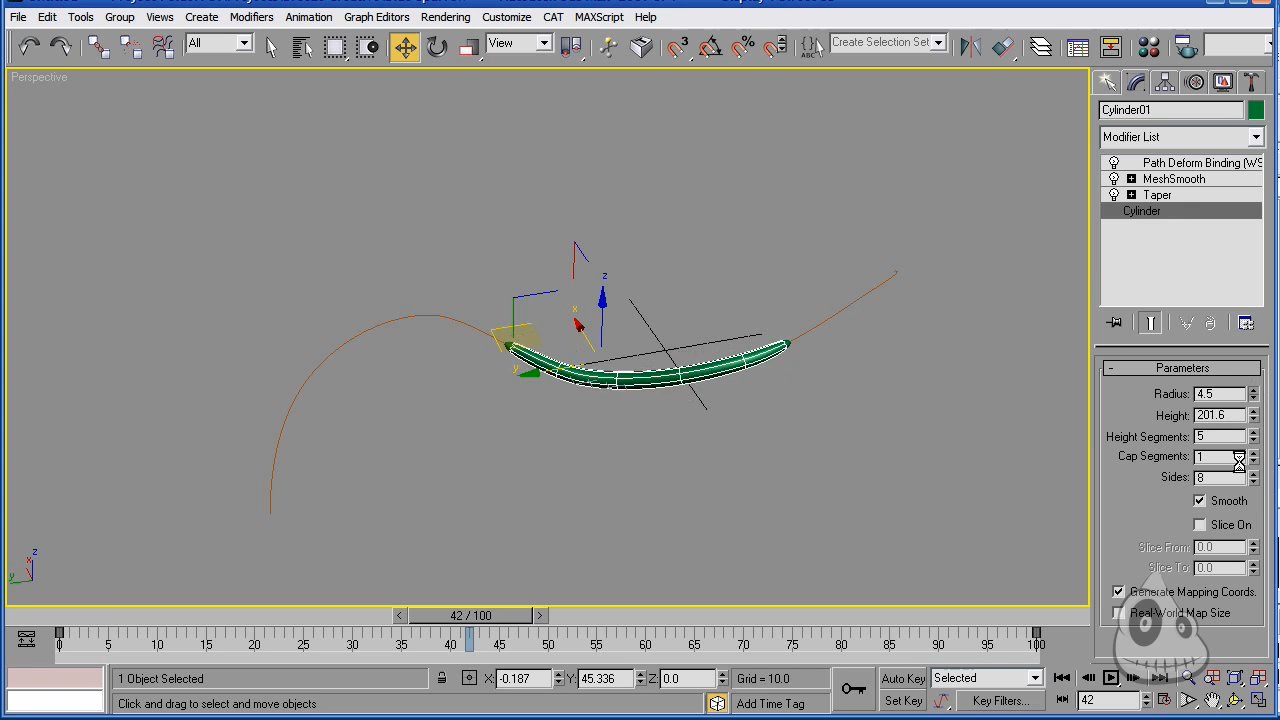 File Edit Tools Group Views Create Modifiers Animation Graph Editors Rendering Customize CAT MAXScript Help
All View Create Selection Set
Perspective
Cylinder01
Modifier List
Path Deform Binding (WS
MeshSmooth
Taper
Cylinder
z
x
y
- Parameters
Radius: 4.5
Height: 201.6
Height Segments: 5
Cap Segments: 1
Sides: 8
Smooth
Slice On
Slice From: 0.0
Slice To: 0.0
Generate Mapping Coords.
Real-World Map Size
z
x
y
< 42 / 100 >
0 5 10 15 20 25 30 35 40 45 50 55 60 65 70 75 80 85 90 95 100
1 Object Selected X: -0.187 Y: 45.336 Z: 0.0 Grid = 10.0 Auto Key Selected
Click and drag to select and move objects Add Time Tag Set Key Key Filters... 42